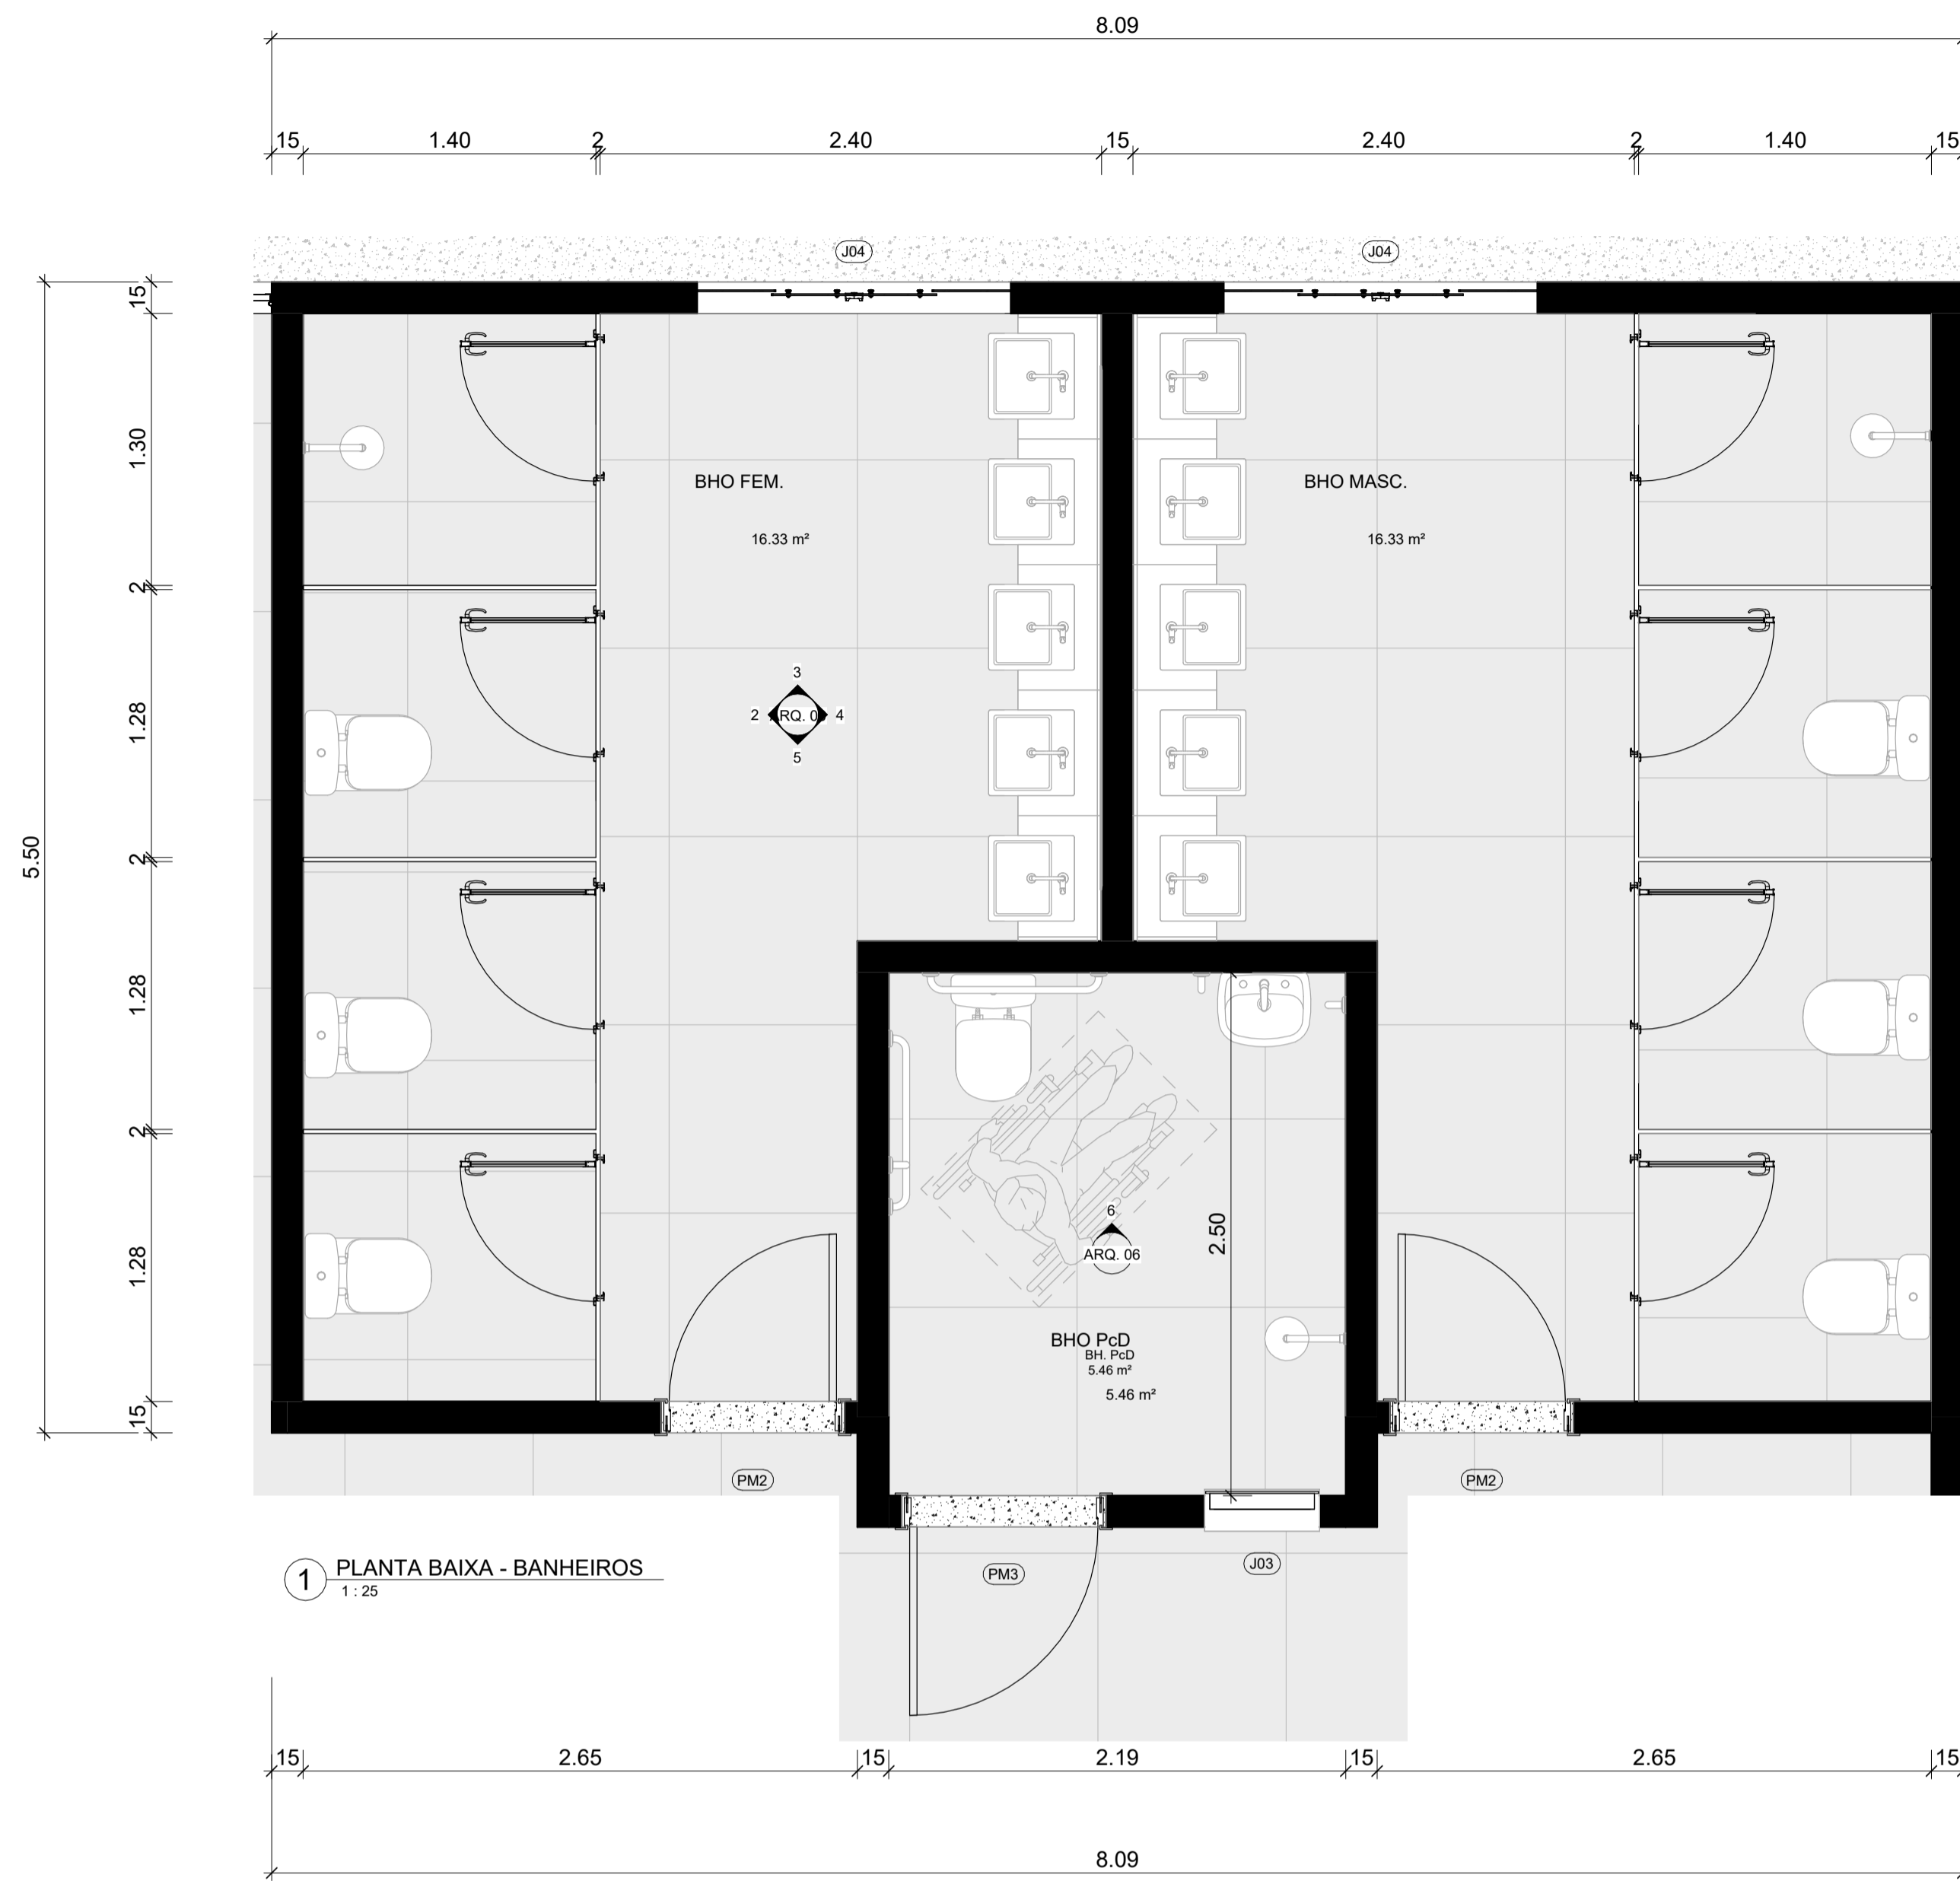 8.09
15 1.40 2 2.40 15 2.40 2 1.40 15
J04 J04
15
1.30
2
1.28
2
1.28
2
1.28
15
5.50
BHO FEM.
16.33 m²
BHO MASC.
16.33 m²
3
2 4
5
2.50
6
ARQ. 06
BHO PcD
BH. PcD
5.46 m²
5.46 m²
PM2 PM2
PM3 J03
1 PLANTA BAIXA - BANHEIROS
1 : 25
15 2.65 15 2.19 15 2.65 15
8.09